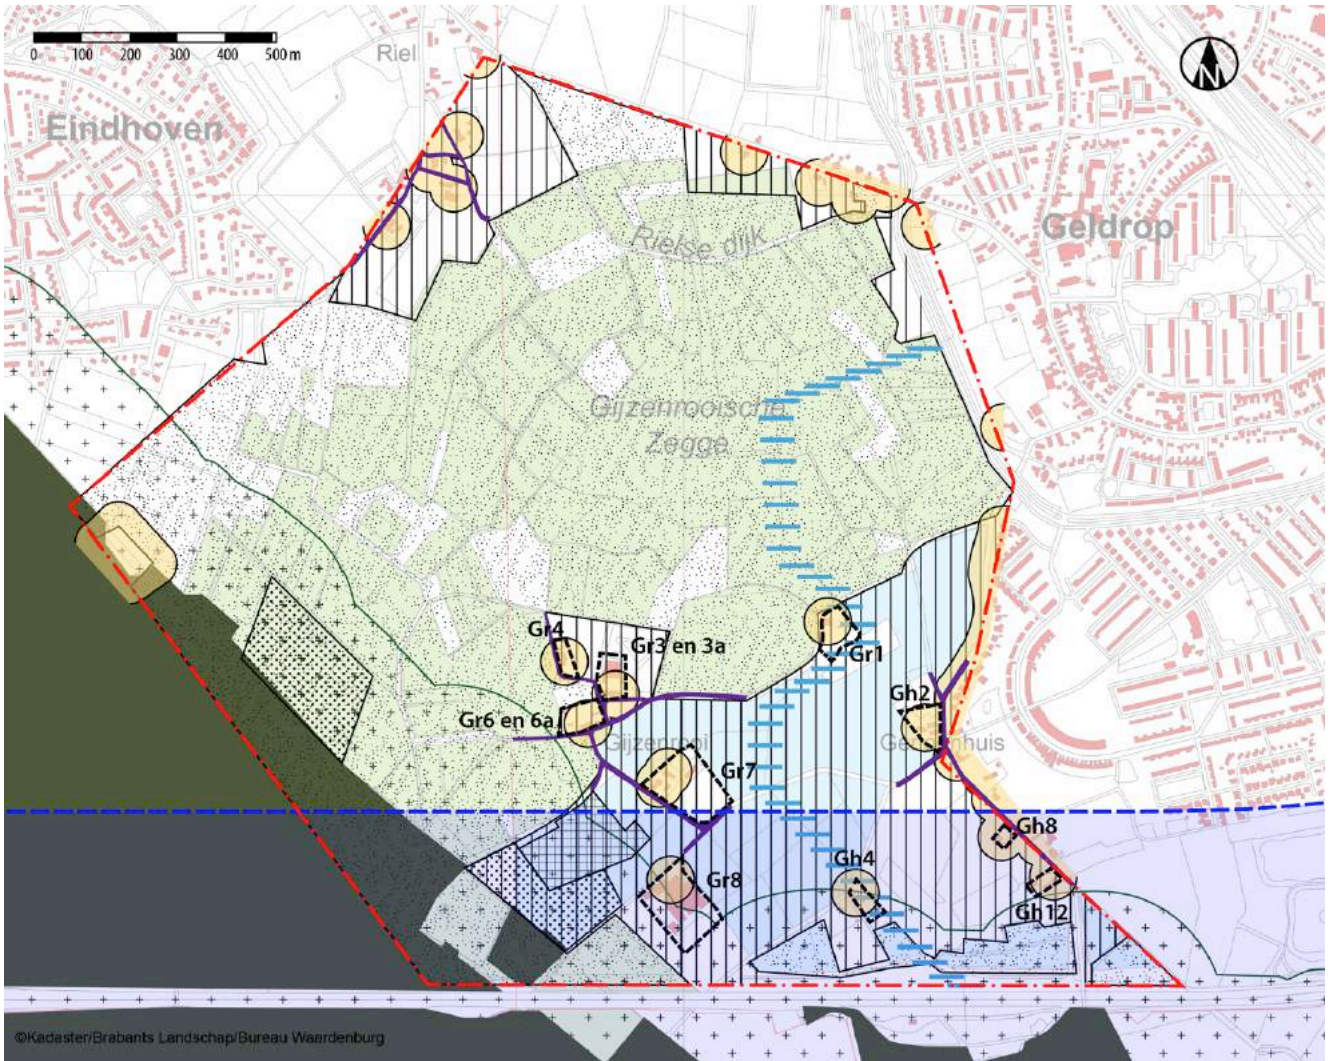 0 100 200 300 400 500 m
Riel
N
Eindhoven
Geldrop
Rielse dijk
Gijzenrooische
Zegge
Gr4
Gr3 en 3a
Gr1
Gh2
Gr6 en 6a
Gijzenrooi
Gr7
Gh8
Gh4
Gr8
Gh12
©Kadaster/Brabants Landschap/Bureau Waardenburg